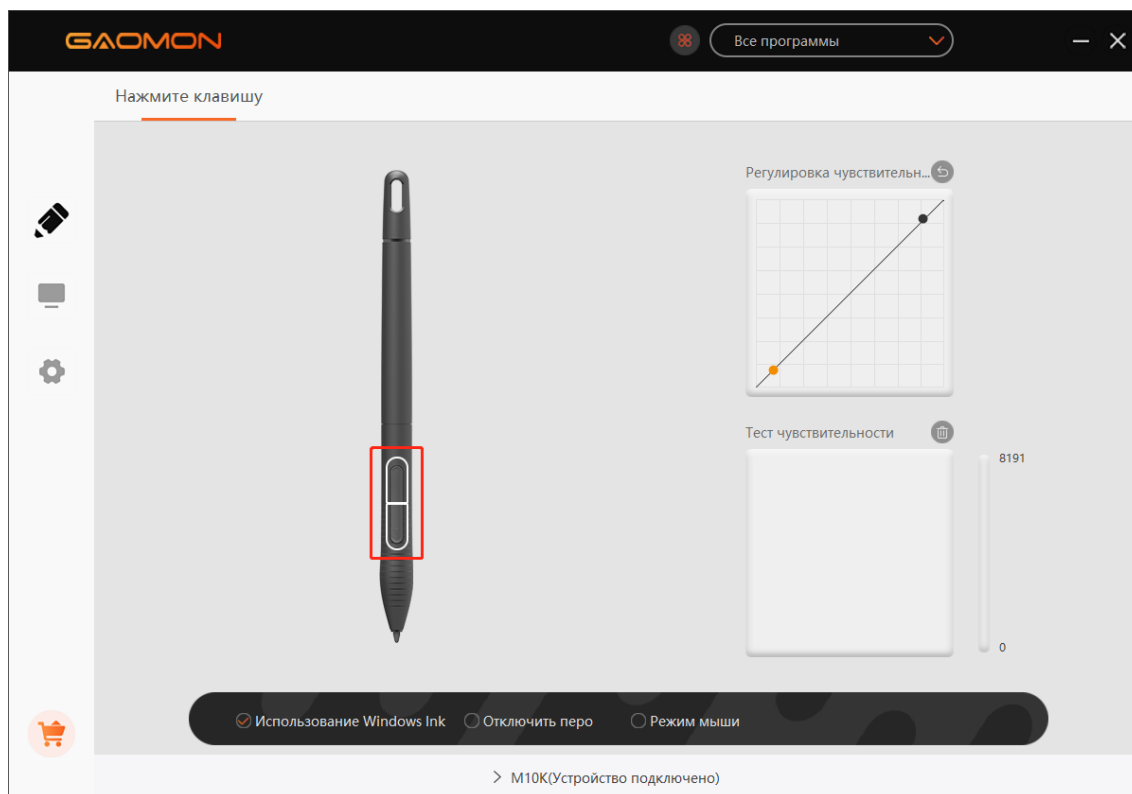 GAOMON
Все программы
Нажмите клавишу
Регулировка чувствительн...
Тест чувствительности
8191
0
Использование Windows Ink
Отключить перо
Режим мыши
M10K(Устройство подключено)